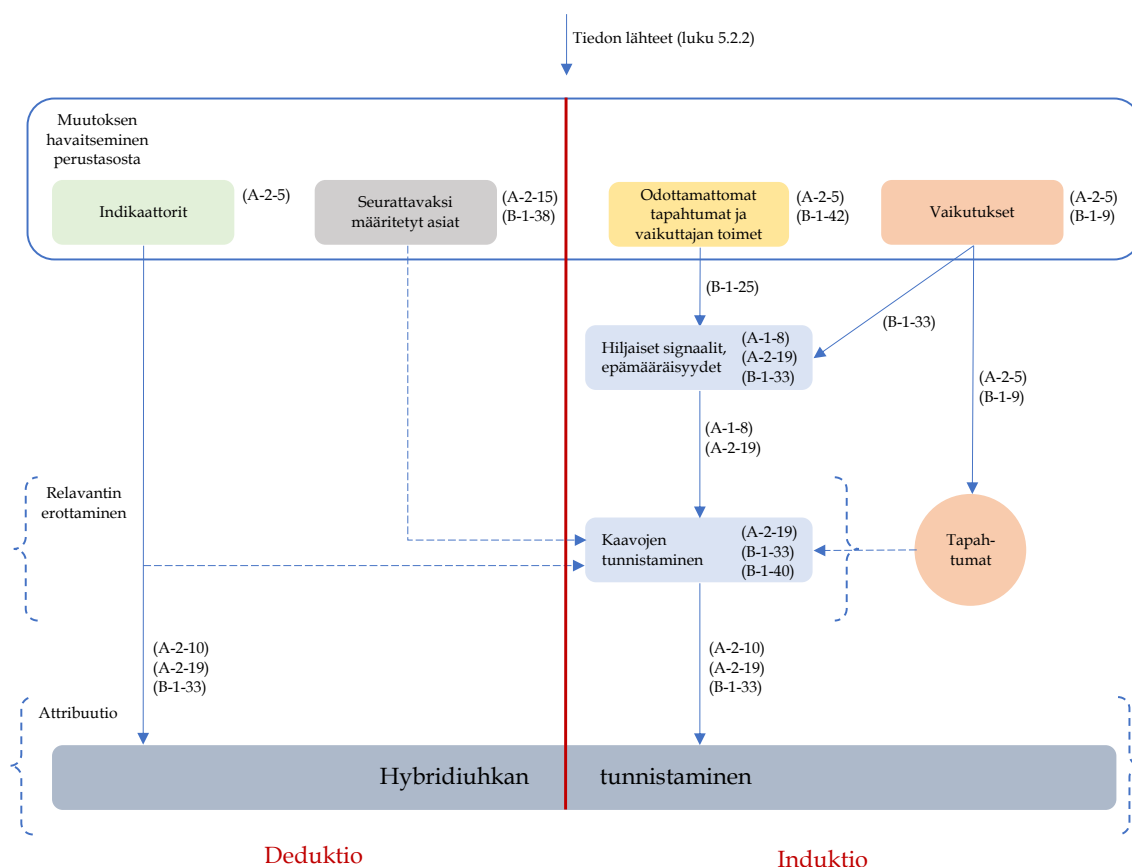 Tiedon lähteet (luku 5.2.2)
Muutoksen
havaitseminen
perustasosta
Indikaattorit
(A-2-5)
Seurattavaksi
määritetyt asiat
(A-2-15)
(B-1-38)
Odottamattomat
tapahtumat ja
vaikuttajan toimet
(A-2-5)
(B-1-42)
Vaikutukset
(A-2-5)
(B-1-9)
(B-1-25)
(B-1-33)
Hiljaiset signaalit,
epämääräisyydet
(A-1-8)
(A-2-19)
(B-1-33)
(A-2-5)
(B-1-9)
(A-1-8)
(A-2-19)
Relavantin
erottaminen
Kaavojen
tunnistaminen
(A-2-19)
(B-1-33)
(B-1-40)
Tapah-
tumat
(A-2-10)
(A-2-19)
(B-1-33)
(A-2-10)
(A-2-19)
(B-1-33)
Attribuutio
Hybridiuhkan tunnistaminen
Deduktio
Induktio